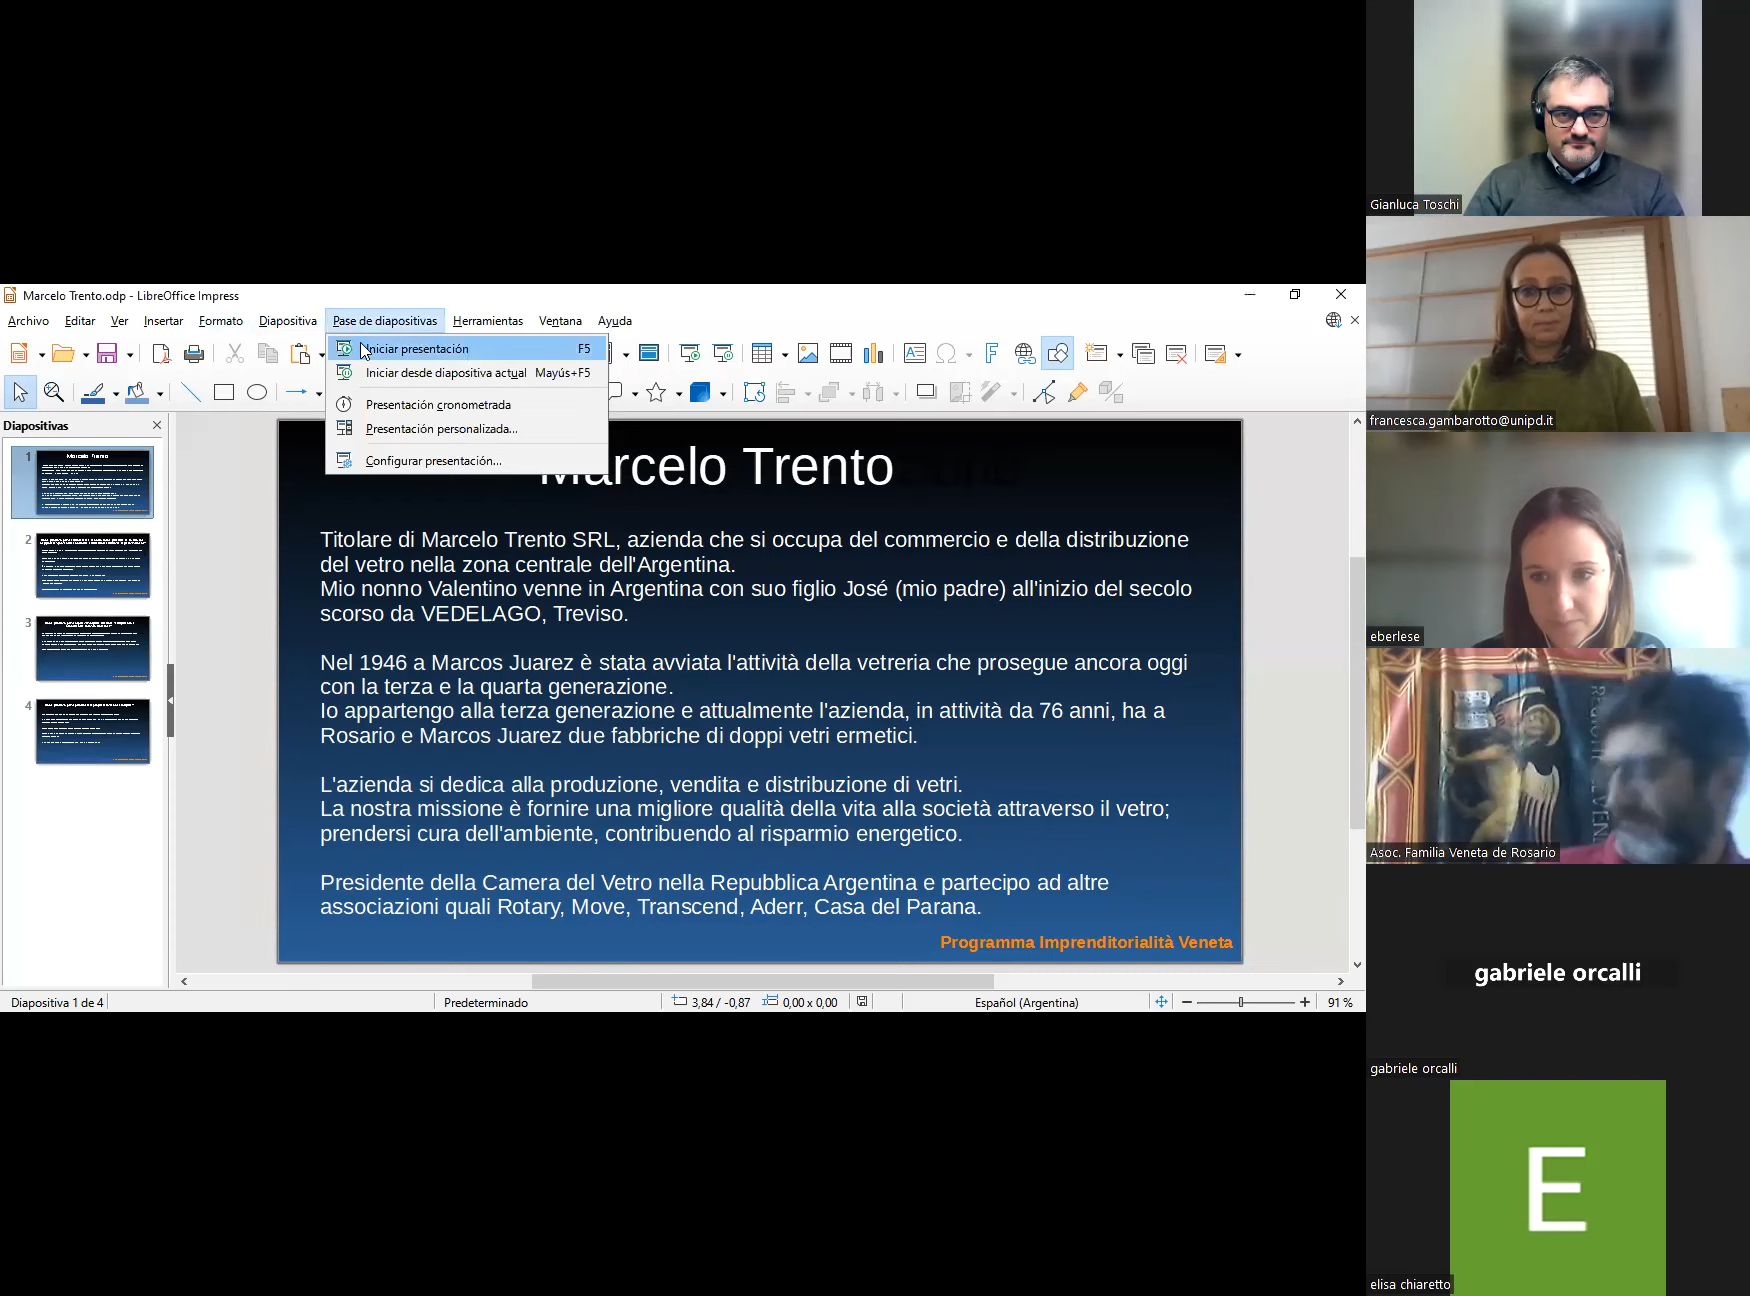 Marcelo Trento.odp - LibreOffice Impress
Archivo Editar Ver Insertar Formato Diapositiva Pase de diapositivas Herramientas Ventana Ayuda
Iniciar presentación F5
Iniciar desde diapositiva actual Mayús+F5
Presentación cronometrada
Presentación personalizada...
Configurar presentación...
Diapositivas
1
Marcelo Trento
2
3
4
Marcelo Trento
Titolare di Marcelo Trento SRL, azienda che si occupa del commercio e della distribuzione
del vetro nella zona centrale dell'Argentina.
Mio nonno Valentino venne in Argentina con suo figlio José (mio padre) all'inizio del secolo
scorso da VEDELAGO, Treviso.
Nel 1946 a Marcos Juarez è stata avviata l'attività della vetreria che prosegue ancora oggi
con la terza e la quarta generazione.
Io appartengo alla terza generazione e attualmente l'azienda, in attività da 76 anni, ha a
Rosario e Marcos Juarez due fabbriche di doppi vetri ermetici.
L'azienda si dedica alla produzione, vendita e distribuzione di vetri.
La nostra missione è fornire una migliore qualità della vita alla società attraverso il vetro;
prendersi cura dell'ambiente, contribuendo al risparmio energetico.
Presidente della Camera del Vetro nella Repubblica Argentina e partecipo ad altre
associazioni quali Rotary, Move, Transcend, Aderr, Casa del Parana.
Programma Imprenditorialità Veneta
Diapositiva 1 de 4
Predeterminado
3,84 / -0,87
0,00 x 0,00
Español (Argentina)
91 %
Gianluca Toschi
francesca.gambarotto@unipd.it
eberlese
Asoc. Familia Veneta de Rosario
gabriele orcalli
gabriele orcalli
E
elisa chiaretto